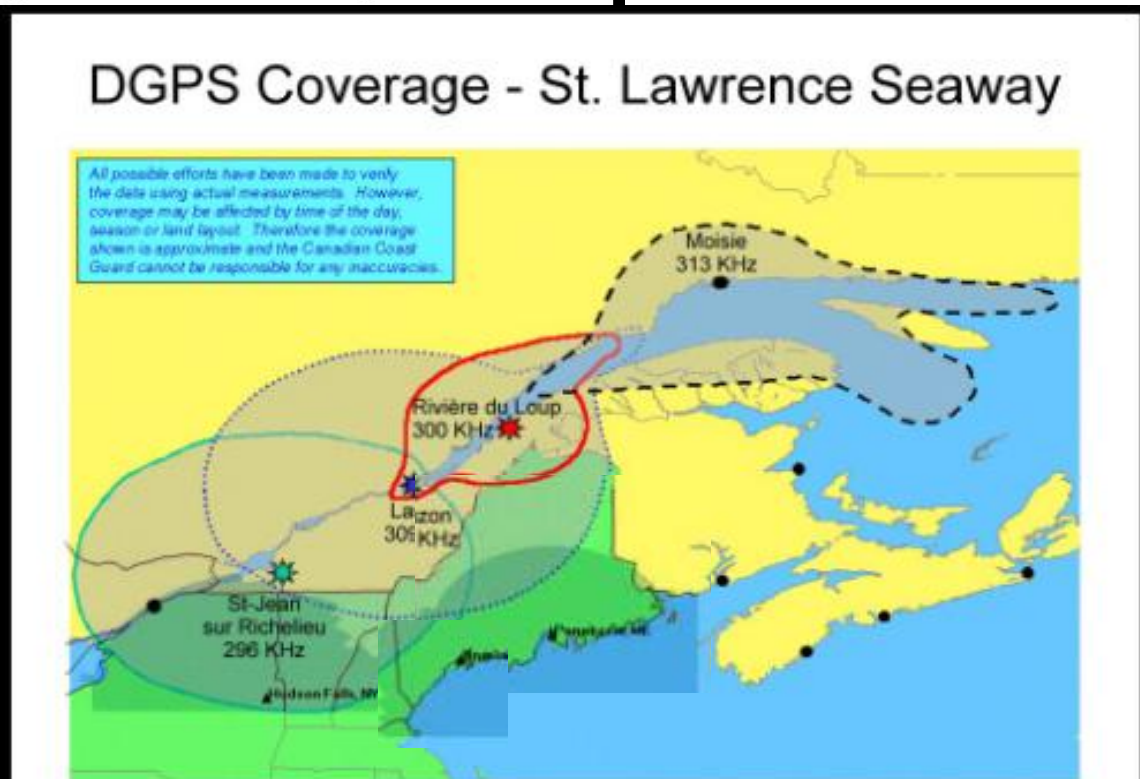 DGPS Coverage - St. Lawrence Seaway
All possible efforts have been made to verify
the data using actual measurements. However,
coverage may be affected by time of the day,
season or land layout. Therefore the coverage
shown is approximate and the Canadian Coast
Guard cannot be responsible for any inaccuracies.
Moisie
313 KHz
Rivière du Loup
300 KHz
Lauzon
309 KHz
St-Jean
sur Richelieu
296 KHz
Hudson Falls, NY